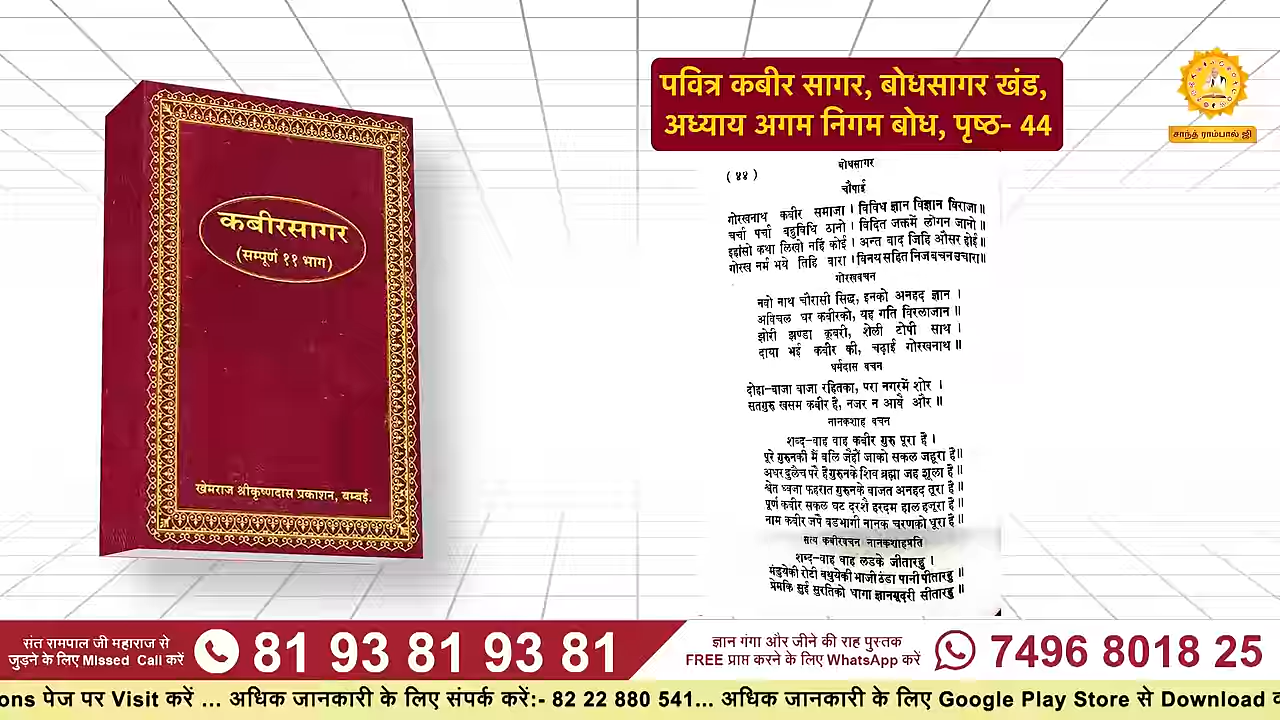 पवित्र कबीर सागर, बोधसागर खंड,
अध्याय अगम निगम बोध, पृष्ठ- 44
साेंत राम्पाल जी
कबीरसागर
(सम्पूर्ण ११ भाग)
खेमराज श्रीकृष्णदास प्रकाशन, बम्बई.
बोधसागर
( ४४ )
चौपाई
गोरखनाथ कबीर समाजा । विविध ज्ञान विज्ञान विराजा॥
चर्चा पर्चा बहुविधि ठानो । विदित जक्तमें लोगन जानो ॥
इहांसो कथा लिखो नहिं कोई । अन्त वाद जिहि औसर होई ॥
गोरख नर्म भये तिहि वारा । विनय सहित निज बचन उचारा॥
गोरखवचन
नवो नाथ चौरासी सिद्ध, इनको अनहद ज्ञान ।
अविचल घर कबीरको, यह गति विरलाजान ॥
झोरी झण्डा कूबरी, शेली टोपी साथ ।
दाया भई कबीर की, चढ़ाई गोरखनाथ ॥
धर्मदास वचन
दोहा-बाजा बाजा रहितका, परा नगरमें शोर ।
सतगुरु खसम कबीर है, नजर न आवै और ॥
नानकशाह वचन
शब्द-वाह वाह कबीर गुरु पूरा है ।
पूरे गुरुनकी मैं बलि जैहौं जाको सकल जहूरा है॥
अधर दुलैच परे है गुरुनके शिव ब्रह्मा जह शूला है ॥
श्वेत ध्वजा फहरात गुरुनके बाजत अनहद तूरा है ॥
पूर्ण कबीर सकल घट दरशै हरदम हाल हजूरा है ॥
नाम कबीर जपै बडभागी नानक चरणको धूरा है ॥
सत्य कबीरवचन नानकशाहप्रति
शब्द-वाह वाह लडके जीतारहु ।
मंडुयेकी रोटी बथुयेकी भाजी ठंडा पानी पीतारहु ॥
प्रेमकि सुई सुरतिको धागा ज्ञानगूदरी सीतारहु ॥
संत रामपाल जी महाराज से
जुड़ने के लिए Missed Call करें
81 93 81 93 81
ज्ञान गंगा और जीने की राह पुस्तक
FREE प्राप्त करने के लिए WhatsApp करें
7496 8018 25
ons पेज पर Visit करें ... अधिक जानकारी के लिए संपर्क करें:- 82 22 880 541... अधिक जानकारी के लिए Google Play Store से Download